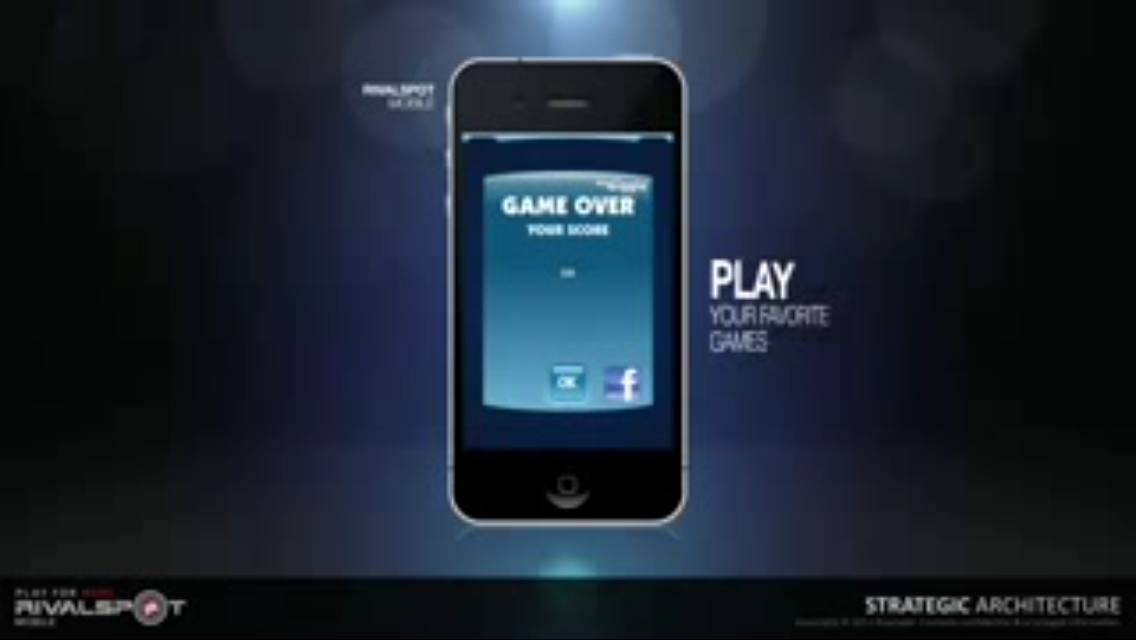 RIVALSPOT
MOBILE
GAME OVER
YOUR SCORE
OK
f
PLAY
YOUR FAVORITE
GAMES
PLAY FOR
RIVALSPOT
MOBILE
STRATEGIC ARCHITECTURE